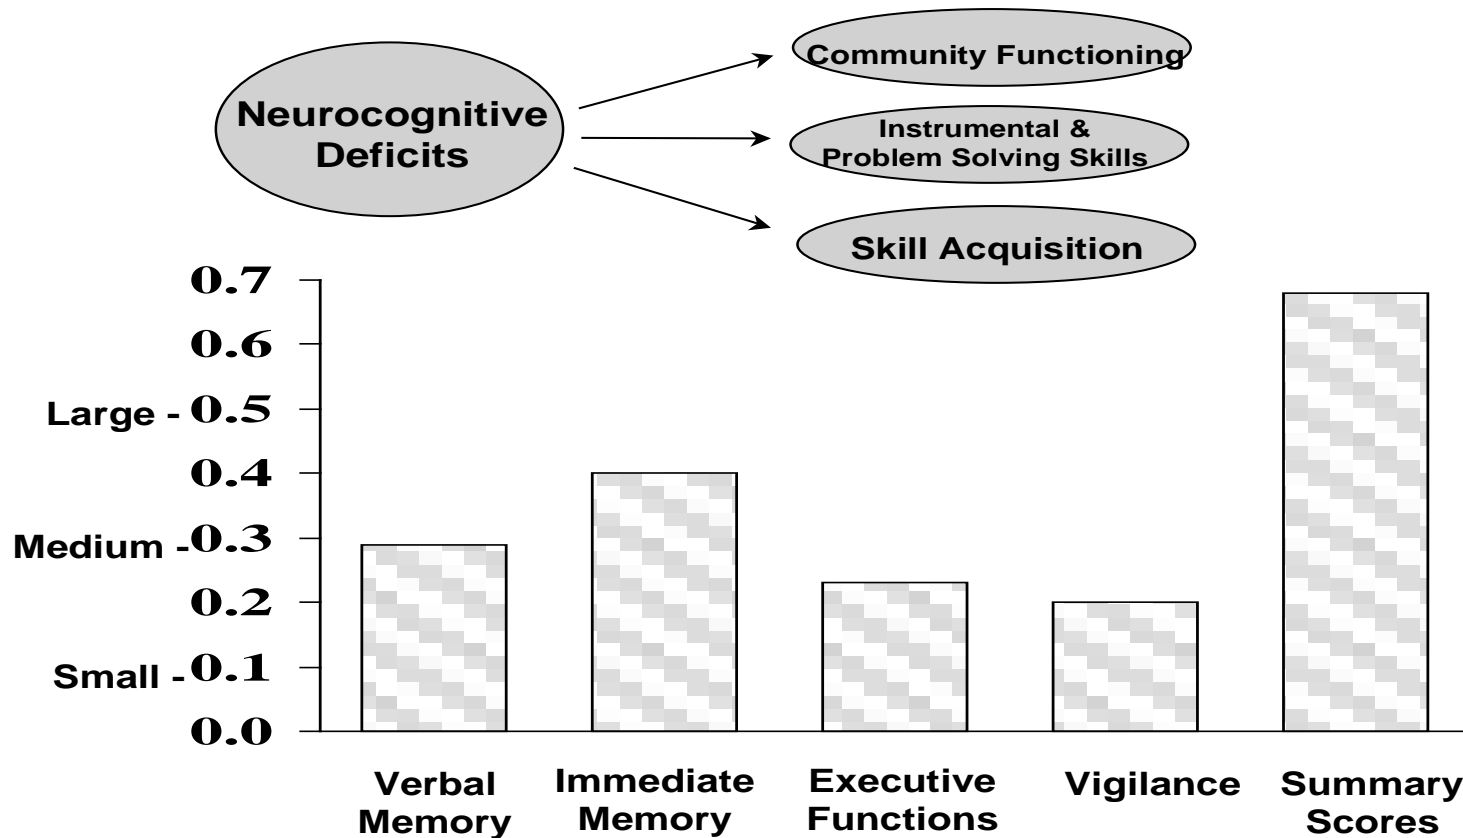 Neurocognitive
Deficits
Community Functioning
Instrumental &
Problem Solving Skills
Skill Acquisition
0.7
0.6
Large - 0.5
0.4
Medium - 0.3
0.2
Small - 0.1
0.0
Verbal
Memory
Immediate
Memory
Executive
Functions
Vigilance
Summary
Scores